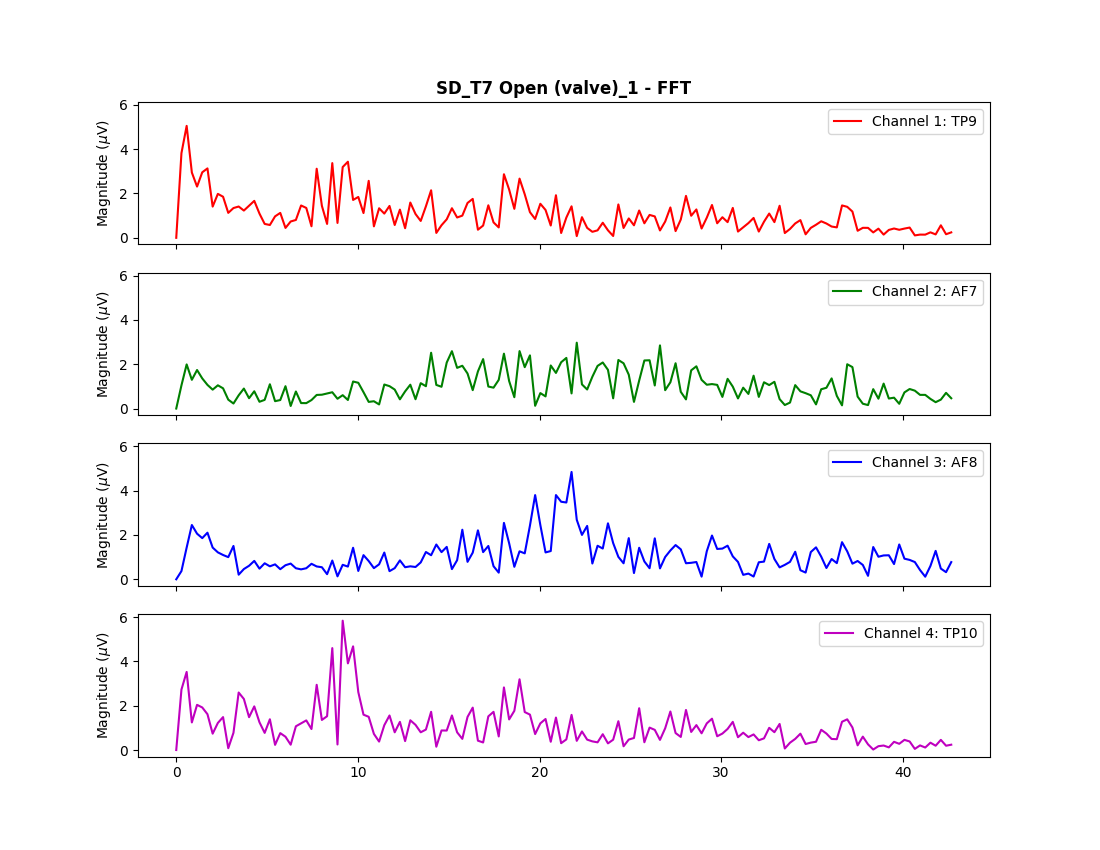 SD_T7 Open (valve)_1 - FFT
6
4
2
0
Magnitude (μV)
Channel 1: TP9
6
4
2
0
Magnitude (μV)
Channel 2: AF7
6
4
2
0
Magnitude (μV)
Channel 3: AF8
6
4
2
0
Magnitude (μV)
Channel 4: TP10
0 10 20 30 40